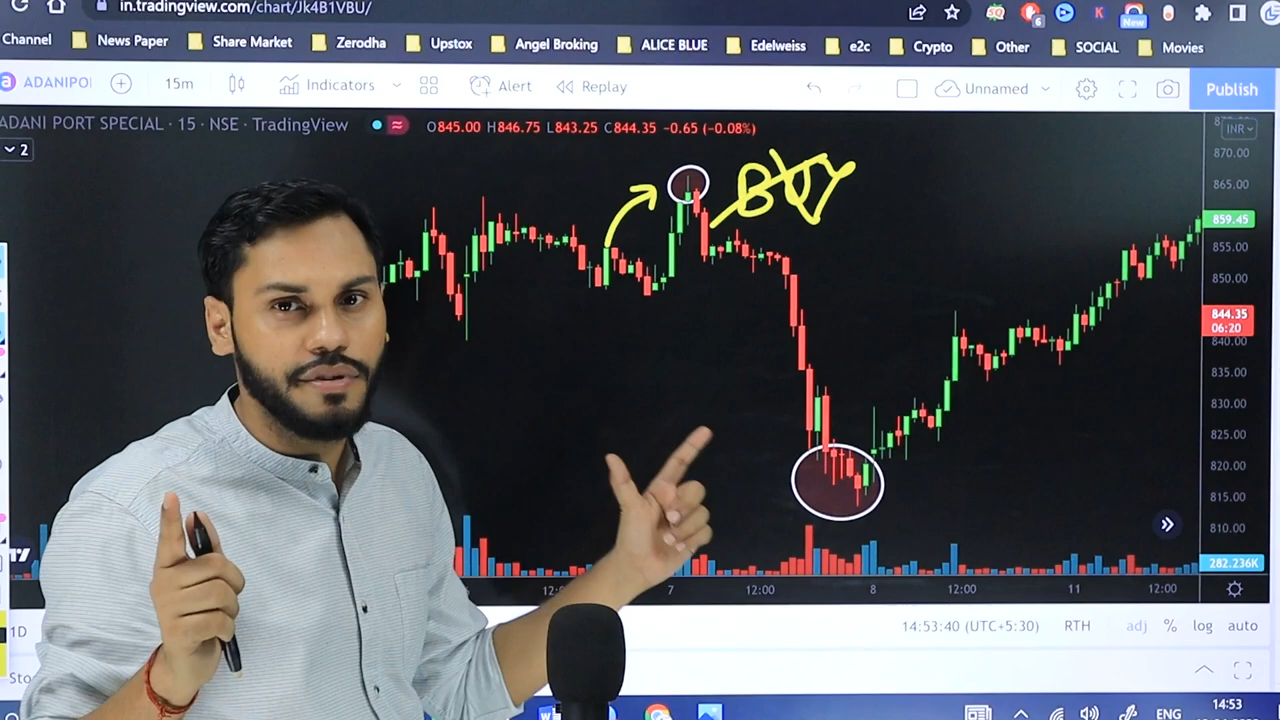 in.tradingview.com/chart/Jk4B1VBU/
6
K
New
Channel News Paper Share Market Zerodha Upstox Angel Broking ALICE BLUE Edelweiss e2c Crypto Other SOCIAL Movies
a ADANIPO 15m Indicators Alert Replay Unnamed Publish
ADANI PORT SPECIAL · 15 · NSE · TradingView O845.00 H846.75 L843.25 C844.35 -0.65 (-0.08%)
INR
2
BUY
870.00
865.00
859.45
855.00
850.00
844.35
06:20
840.00
835.00
830.00
825.00
820.00
815.00
810.00
282.236K
7 12:00 8 12:00 11 12:00
1D 14:53:40 (UTC+5:30) RTH adj % log auto
ENG 14:53